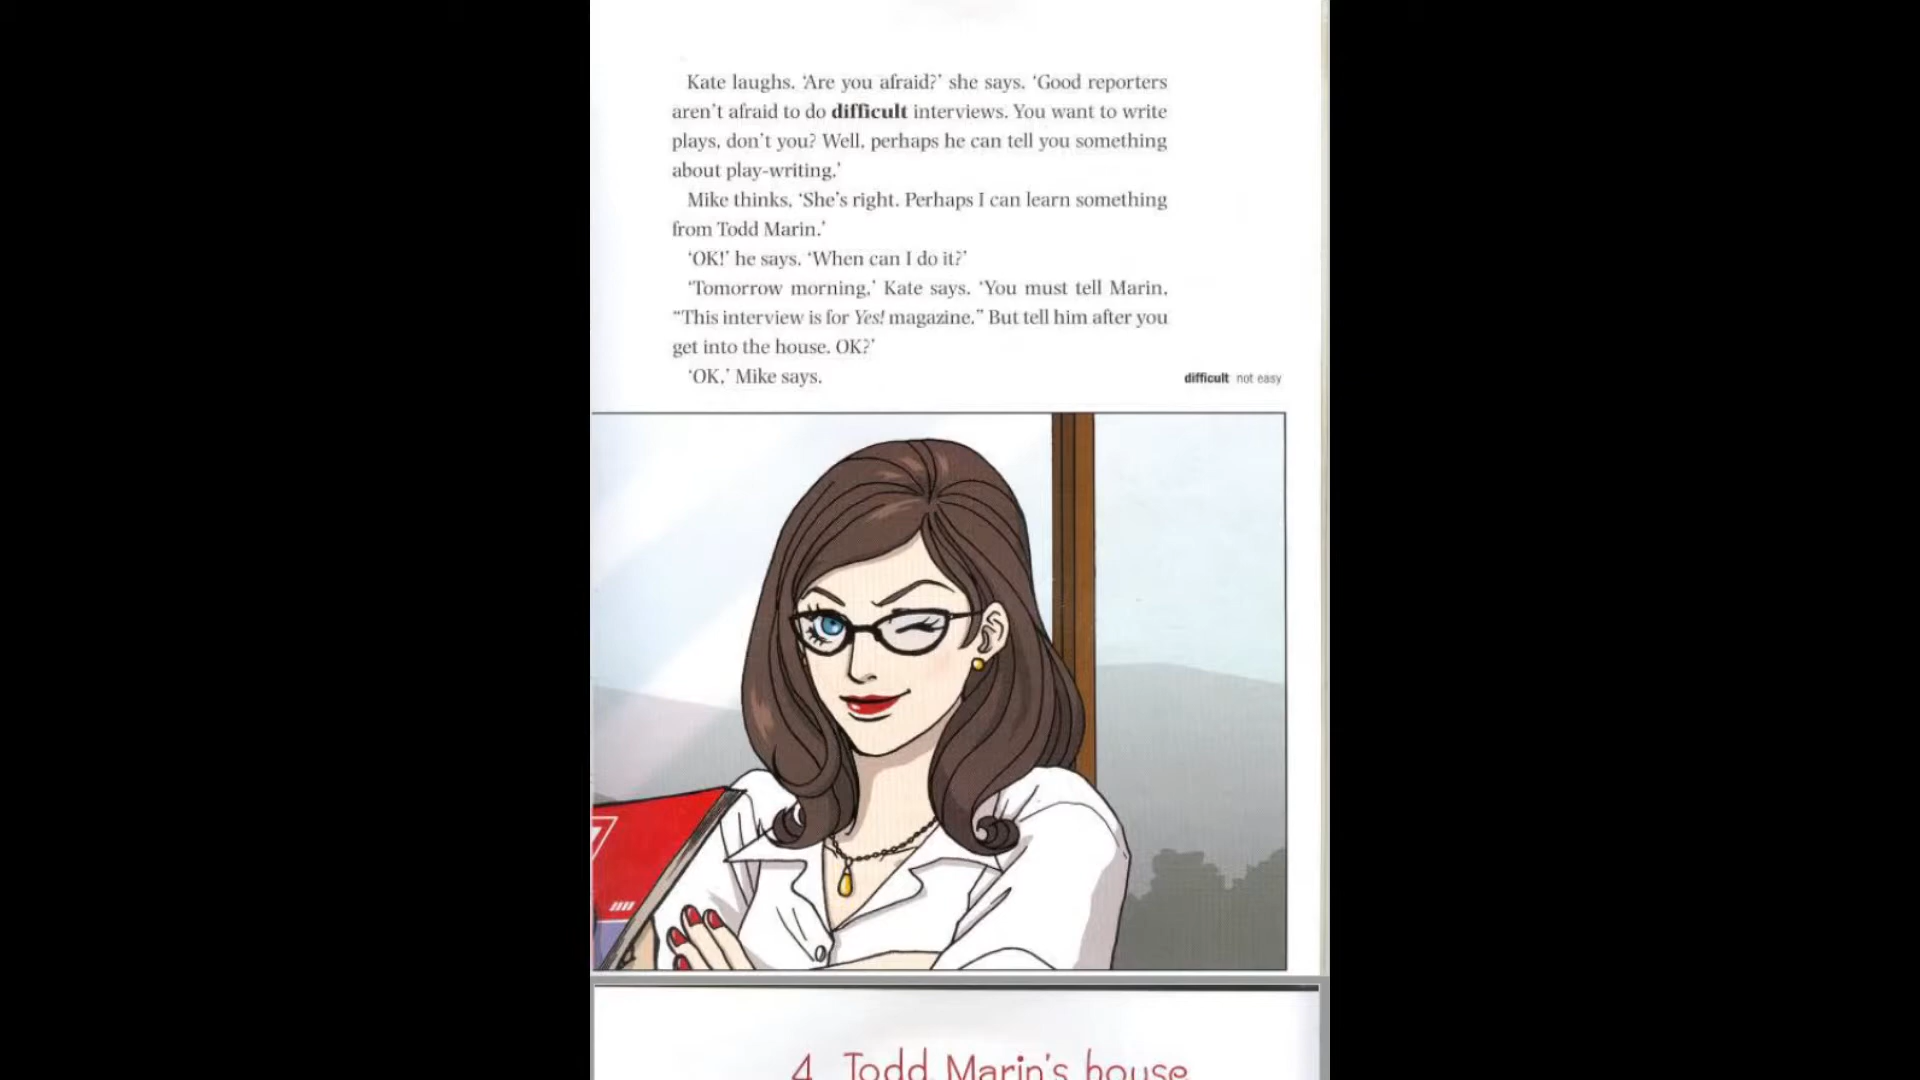 Kate laughs. ‘Are you afraid?’ she says. ‘Good reporters
aren’t afraid to do difficult interviews. You want to write
plays, don’t you? Well, perhaps he can tell you something
about play-writing.’
Mike thinks, ‘She’s right. Perhaps I can learn something
from Todd Marin.’
‘OK!’ he says. ‘When can I do it?’
‘Tomorrow morning,’ Kate says. ‘You must tell Marin,
“This interview is for Yes! magazine.” But tell him after you
get into the house. OK?’
‘OK,’ Mike says.
difficult not easy
4 Todd Marin's house